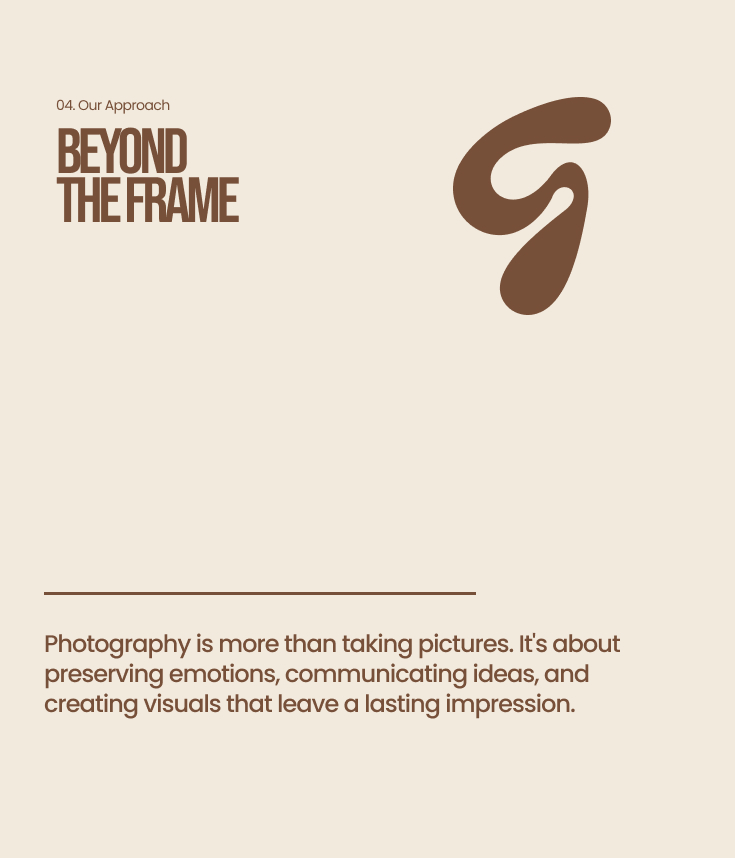 04. Our Approach
BEYOND
THE FRAME
Photography is more than taking pictures. It's about
preserving emotions, communicating ideas, and
creating visuals that leave a lasting impression.